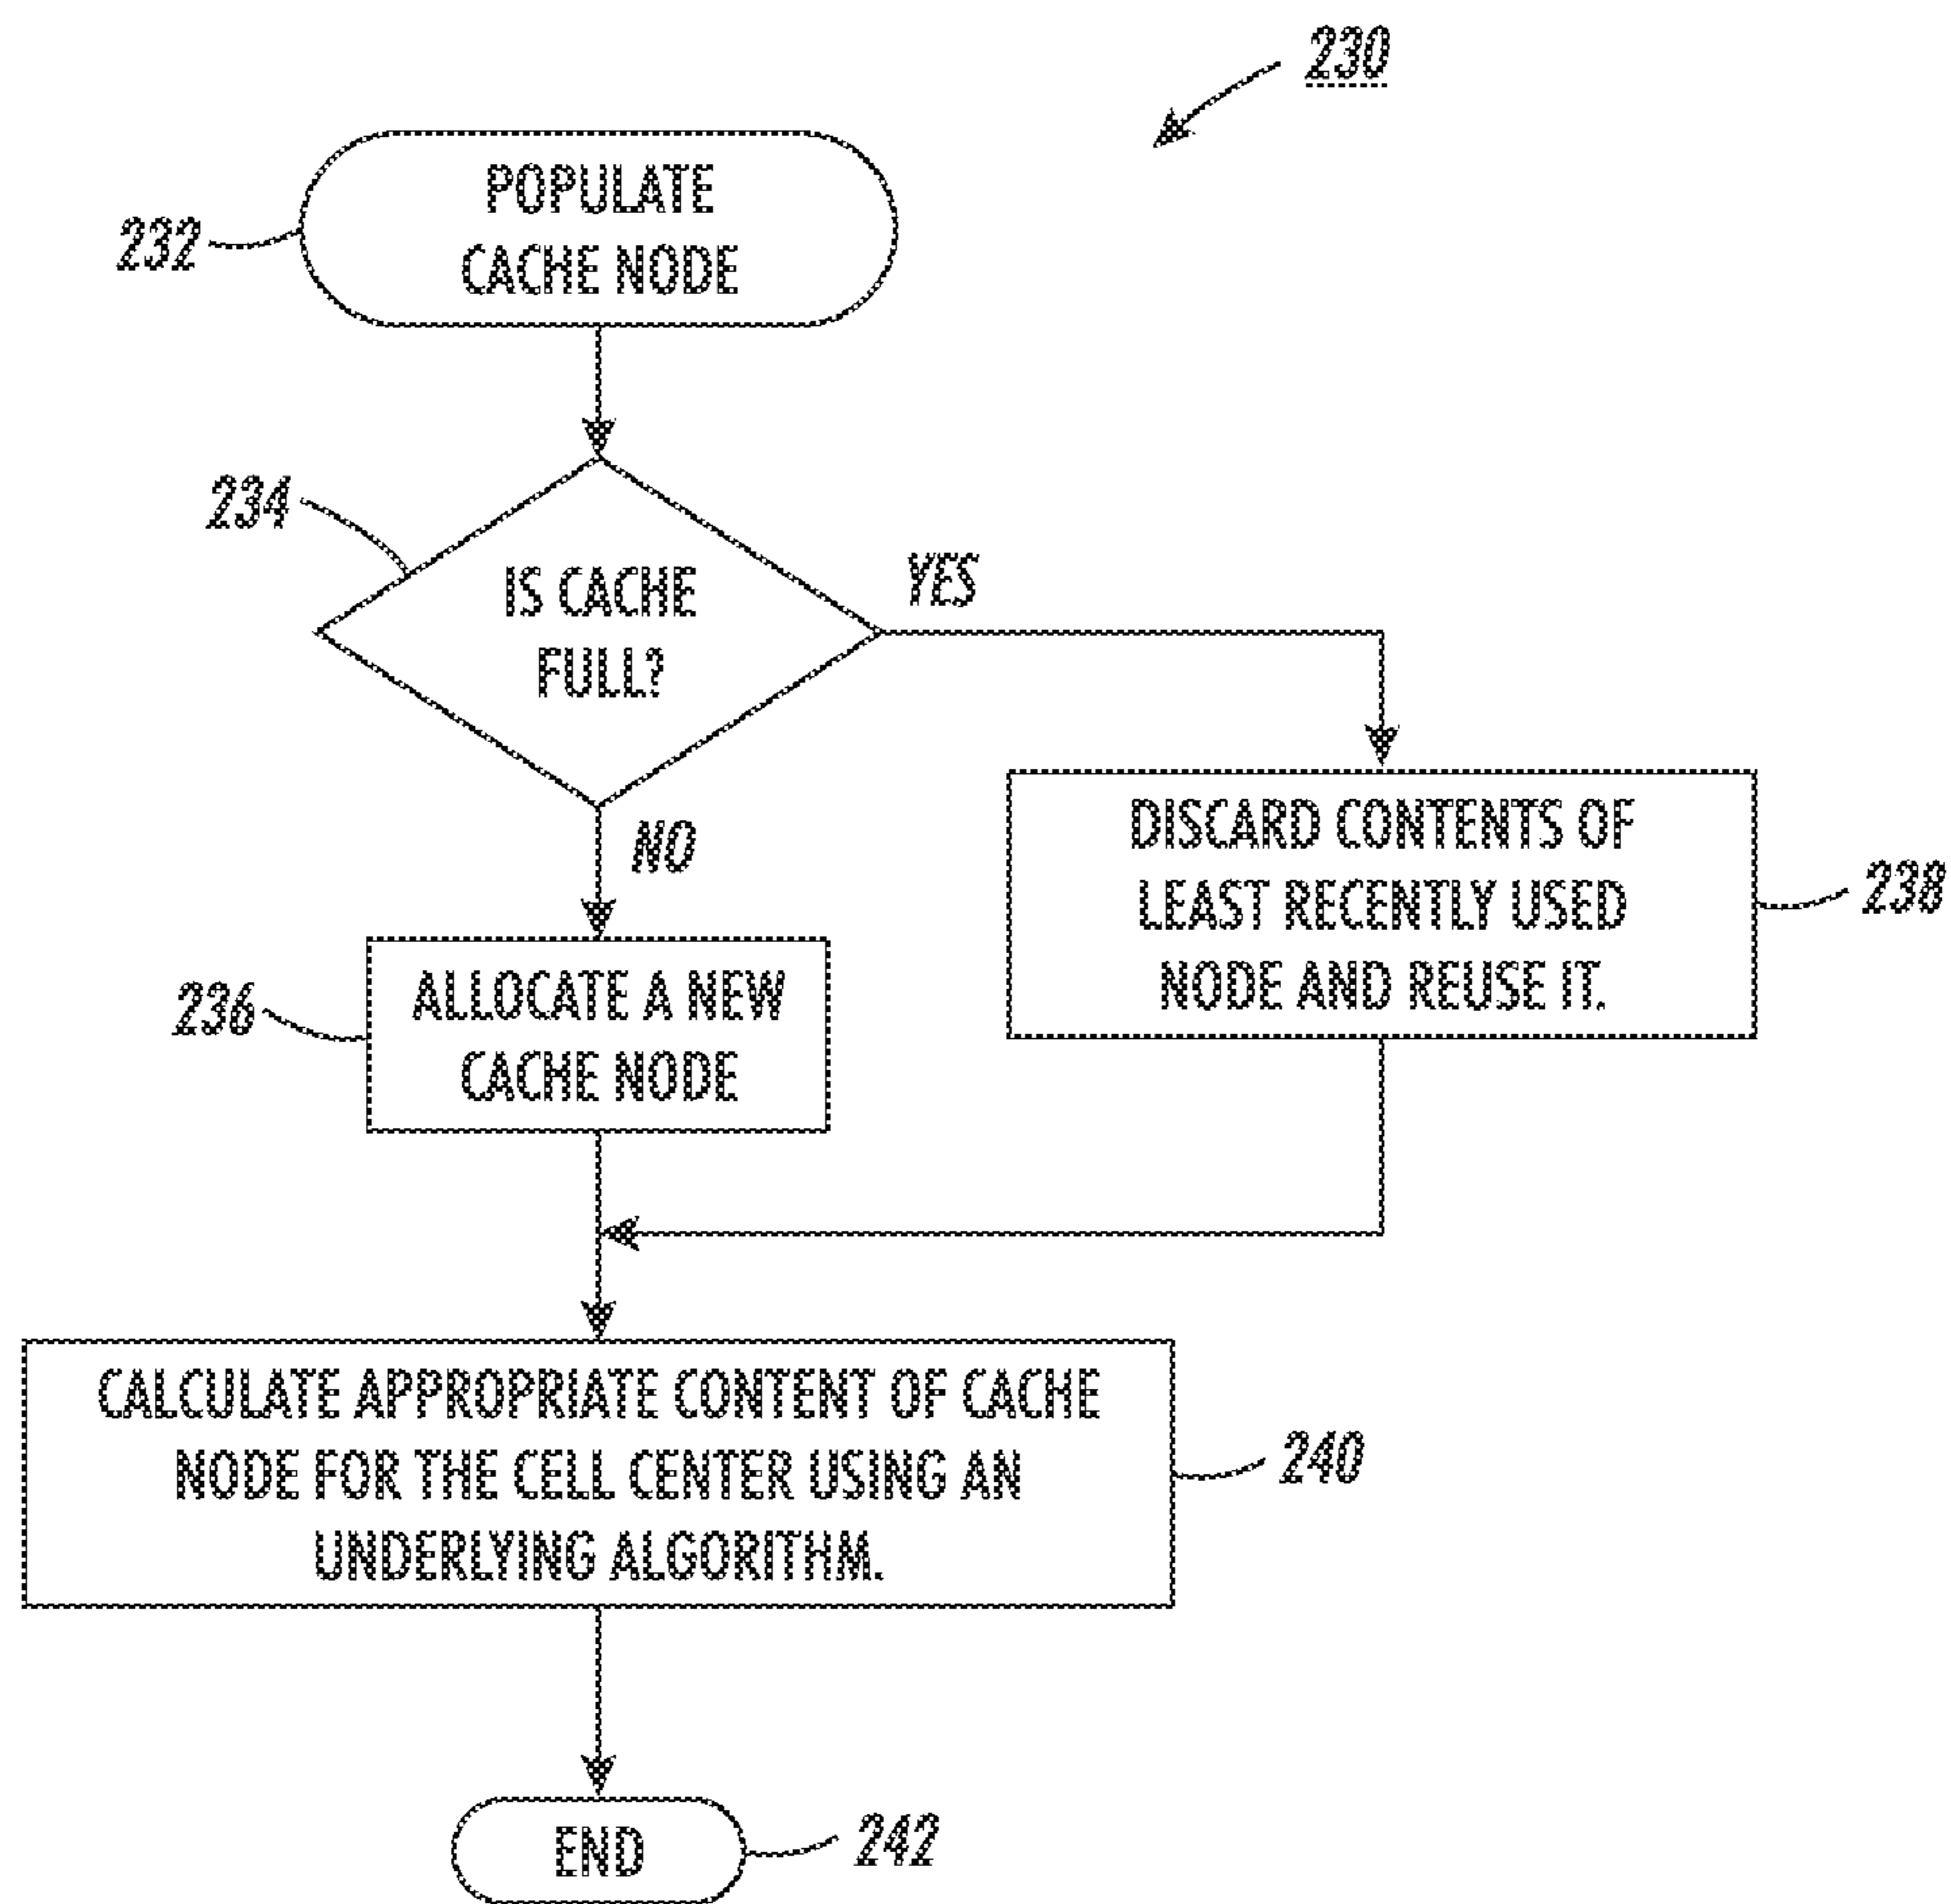 230
POPULATE
CACHE NODE
232
234
IS CACHE
FULL?
YES
NO
DISCARD CONTENTS OF
LEAST RECENTLY USED
NODE AND REUSE IT.
238
236
ALLOCATE A NEW
CACHE NODE
CALCULATE APPROPRIATE CONTENT OF CACHE
NODE FOR THE CELL CENTER USING AN
UNDERLYING ALGORITHM.
240
END
242